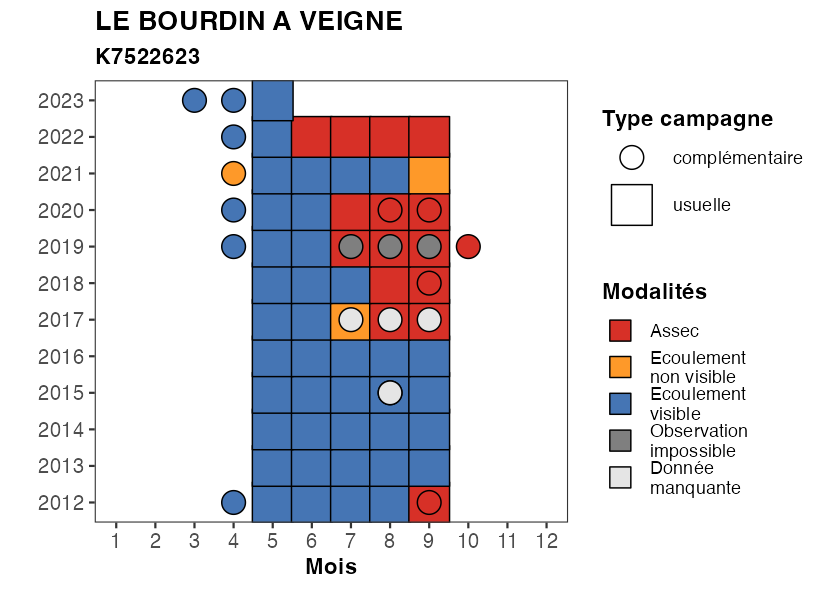 LE BOURDIN A VEIGNE
K7522623
2023
2022
2021
2020
2019
2018
2017
2016
2015
2014
2013
2012
1 2 3 4 5 6 7 8 9 10 11 12
Mois
Type campagne
complémentaire
usuelle
Modalités
Assec
Ecoulement
non visible
Ecoulement
visible
Observation
impossible
Donnée
manquante